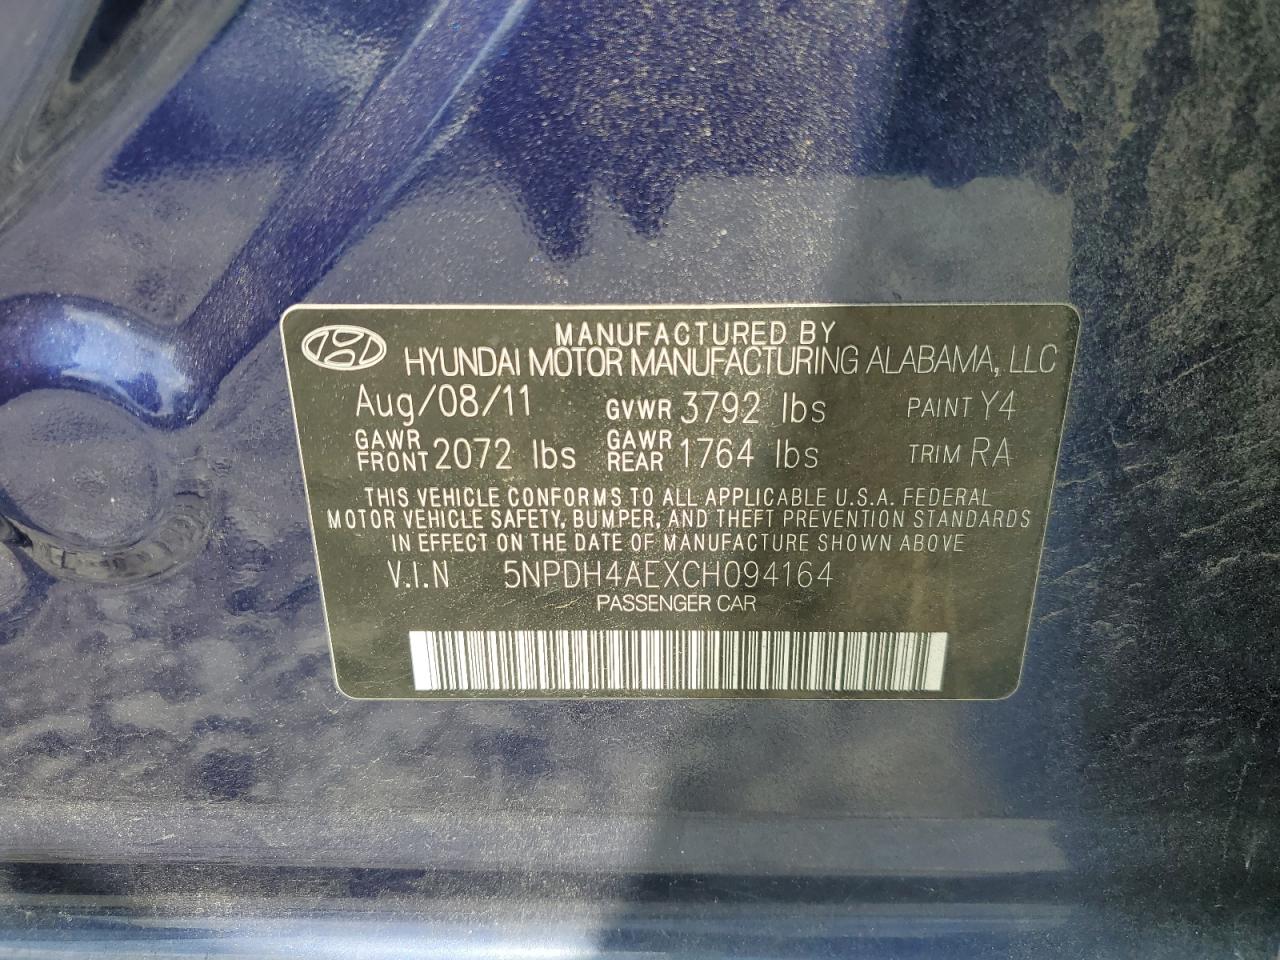 MANUFACTURED BY
HYUNDAI MOTOR MANUFACTURING ALABAMA, LLC
Aug/08/11 GVWR 3792 lbs PAINT Y4
GAWR FRONT 2072 lbs GAWR REAR 1764 lbs TRIM RA
THIS VEHICLE CONFORMS TO ALL APPLICABLE U.S.A. FEDERAL
MOTOR VEHICLE SAFETY, BUMPER, AND THEFT PREVENTION STANDARDS
IN EFFECT ON THE DATE OF MANUFACTURE SHOWN ABOVE
V.I.N 5NPDH4AEXCH094164
PASSENGER CAR